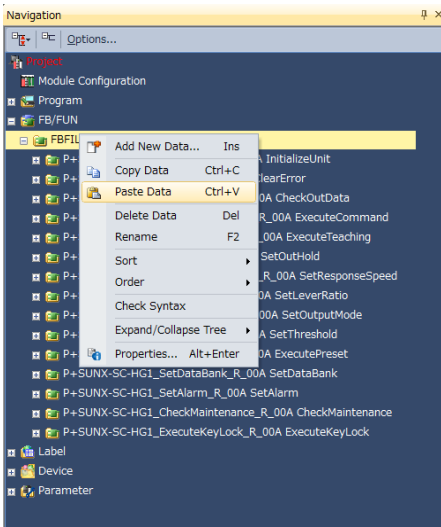 Navigation
Options...
Project
Module Configuration
Program
FB/FUN
FBFIL
Add New Data... Ins
P+ A InitializeUnit
Copy Data Ctrl+C
P+ ClearError
Paste Data Ctrl+V
P+ 0A CheckOutData
Delete Data Del
P+ R_00A ExecuteCommand
Rename F2
P+ _00A ExecuteTeaching
Sort
P+ SetOutHold
Order
P+ R_00A SetResponseSpeed
P+ 0A SetLeverRatio
Check Syntax
P+ 00A SetOutputMode
Expand/Collapse Tree
P+ A SetThreshold
Properties... Alt+Enter
P+ 0A ExecutePreset
P+SUNX-SC-HG1_SetDataBank_R_00A SetDataBank
P+SUNX-SC-HG1_SetAlarm_R_00A SetAlarm
P+SUNX-SC-HG1_CheckMaintenance_R_00A CheckMaintenance
P+SUNX-SC-HG1_ExecuteKeyLock_R_00A ExecuteKeyLock
Label
Device
Parameter